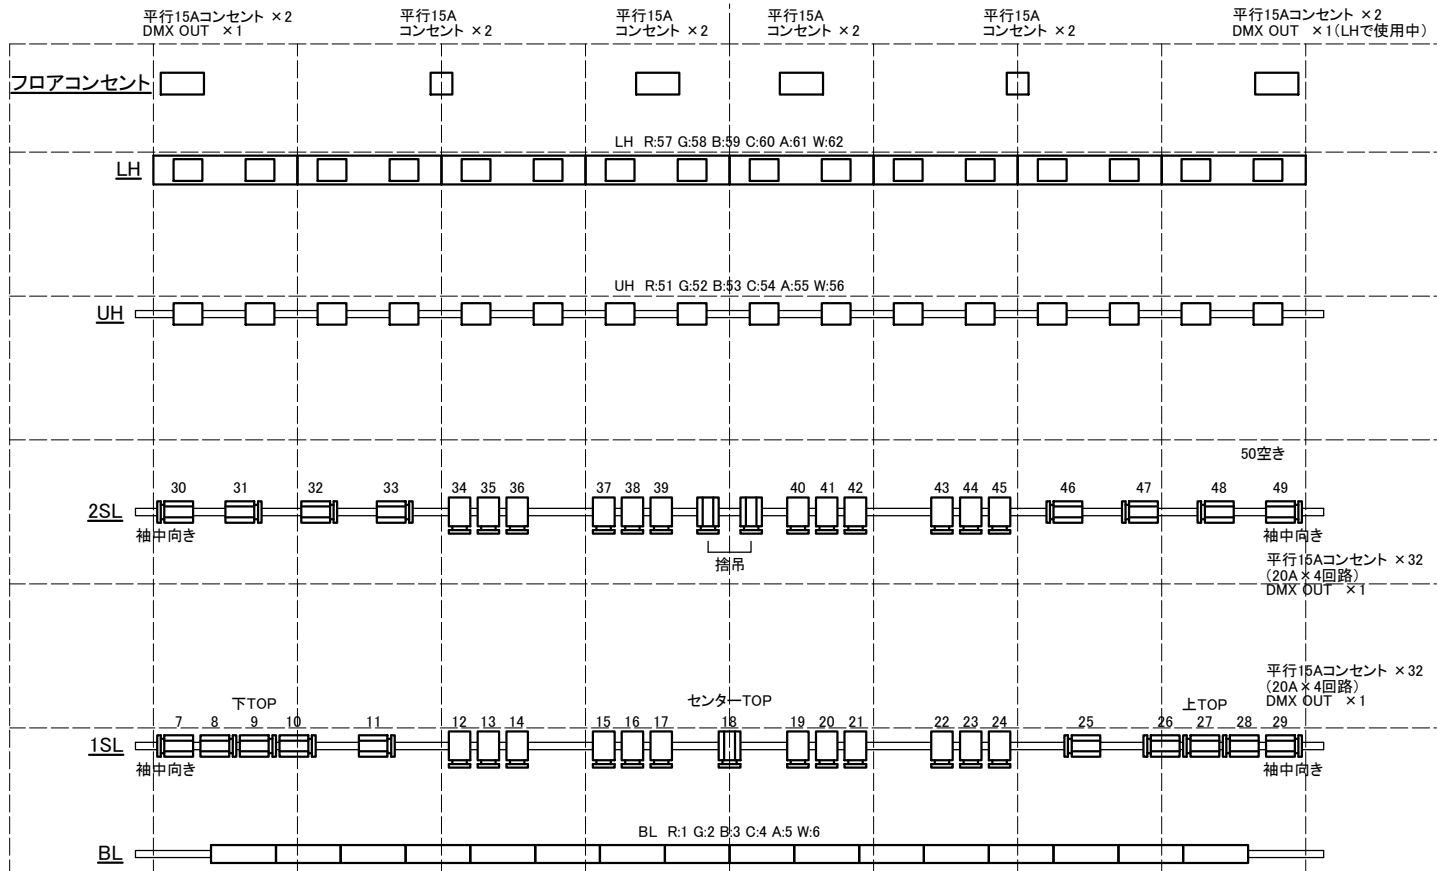 平行15Aコンセント ×2
DMX OUT ×1
平行15A
コンセント ×2
平行15A
コンセント ×2
平行15A
コンセント ×2
平行15A
コンセント ×2
平行15Aコンセント ×2
DMX OUT ×1(LHで使用中)
フロアコンセント
LH R:57 G:58 B:59 C:60 A:61 W:62
LH
UH R:51 G:52 B:53 C:54 A:55 W:56
UH
50空き
30 31 32 33 34 35 36 37 38 39 40 41 42 43 44 45 46 47 48 49
2SL
袖中向き
袖中向き
捨吊
平行15Aコンセント ×32
(20A×4回路)
DMX OUT ×1
平行15Aコンセント ×32
(20A×4回路)
DMX OUT ×1
下TOP
センターTOP
上TOP
7 8 9 10 11 12 13 14 15 16 17 18 19 20 21 22 23 24 25 26 27 28 29
1SL
袖中向き
袖中向き
BL R:1 G:2 B:3 C:4 A:5 W:6
BL